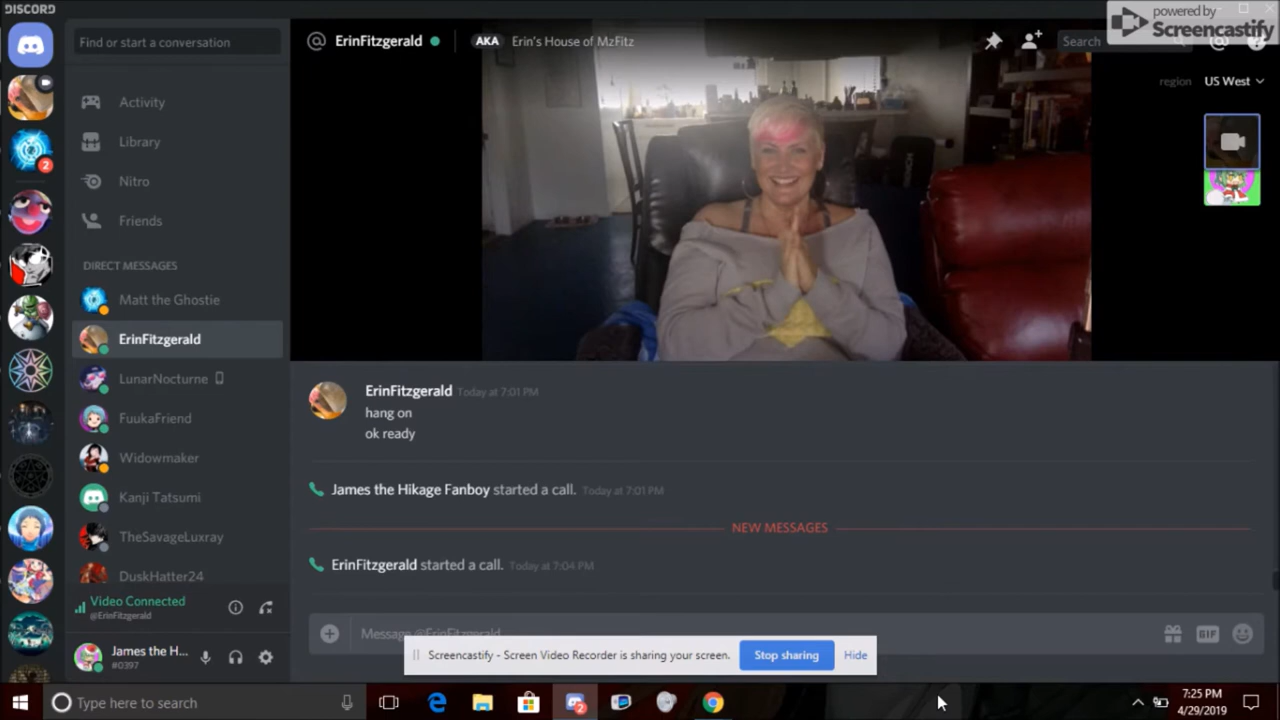 DISCORD
Find or start a conversation
ErinFitzgerald
AKA Erin's House of MzFitz
Search
powered by
Screencastify
region US West
Activity
Library
Nitro
Friends
DIRECT MESSAGES
Matt the Ghostie
ErinFitzgerald
LunarNocturne
FuukaFriend
Widowmaker
Kanji Tatsumi
TheSavageLuxray
DuskHatter24
2
Video Connected
@ErinFitzgerald
James the H...
#0397
ErinFitzgerald Today at 7:01 PM
hang on
ok ready
James the Hikage Fanboy started a call. Today at 7:01 PM
NEW MESSAGES
ErinFitzgerald started a call. Today at 7:04 PM
Message @ErinFitzgerald
GIF
Screencastify - Screen Video Recorder is sharing your screen.
Stop sharing
Hide
Type here to search
2
7:25 PM
4/29/2019